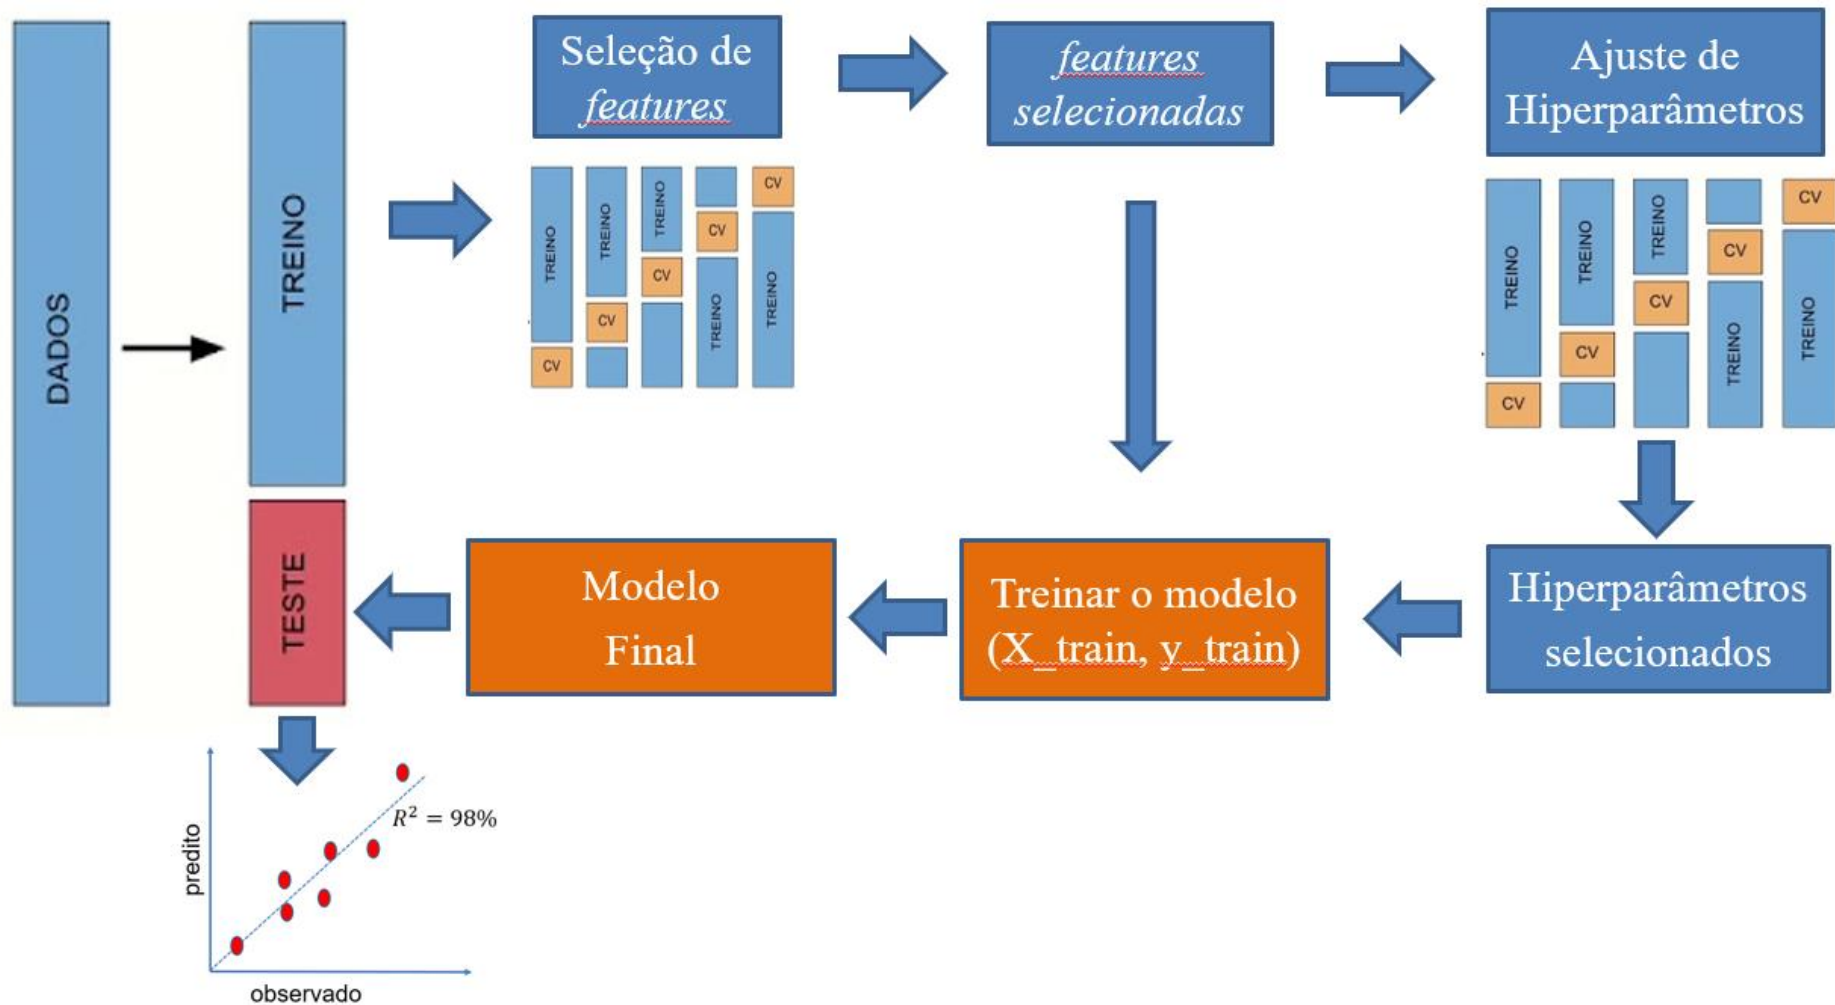 DADOS
TREINO
TESTE
Seleção de
features
TREINO
CV
TREINO
CV
TREINO
CV
CV
TREINO
CV
TREINO
features
selecionadas
Ajuste de
Hiperparâmetros
TREINO
CV
TREINO
CV
TREINO
CV
CV
TREINO
CV
TREINO
Hiperparâmetros
selecionados
Treinar o modelo
(X_train, y_train)
Modelo
Final
predito
R² = 98%
observado